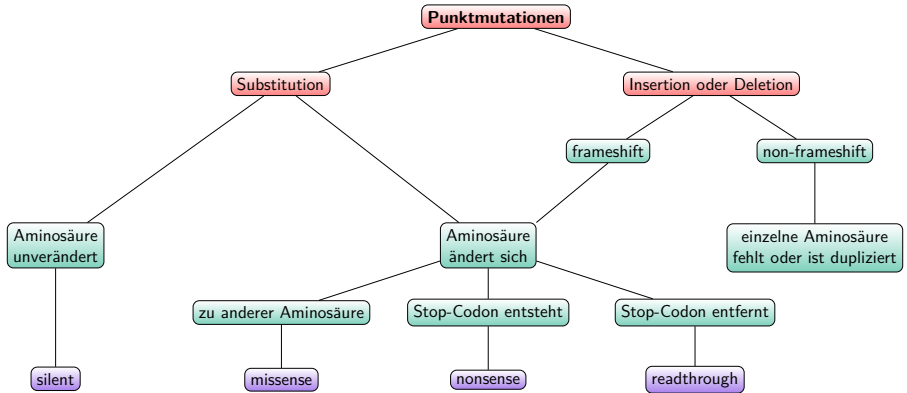 Punktmutationen
Substitution
Insertion oder Deletion
frameshift
non-frameshift
Aminosäure
unverändert
Aminosäure
ändert sich
einzelne Aminosäure
fehlt oder ist dupliziert
zu anderer Aminosäure
Stop-Codon entsteht
Stop-Codon entfernt
silent
missense
nonsense
readthrough